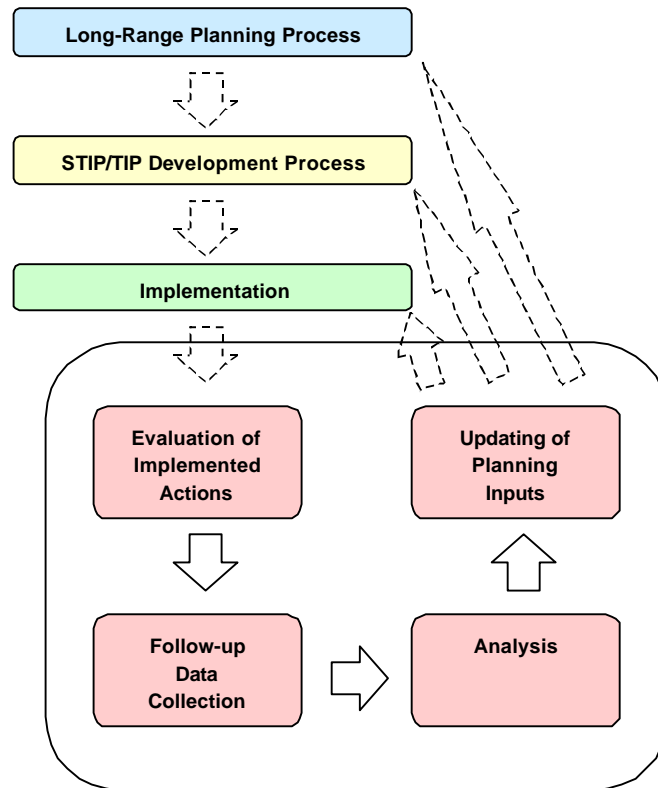 Long-Range Planning Process
STIP/TIP Development Process
Implementation
Evaluation of
Implemented
Actions
Updating of
Planning
Inputs
Follow-up
Data
Collection
Analysis